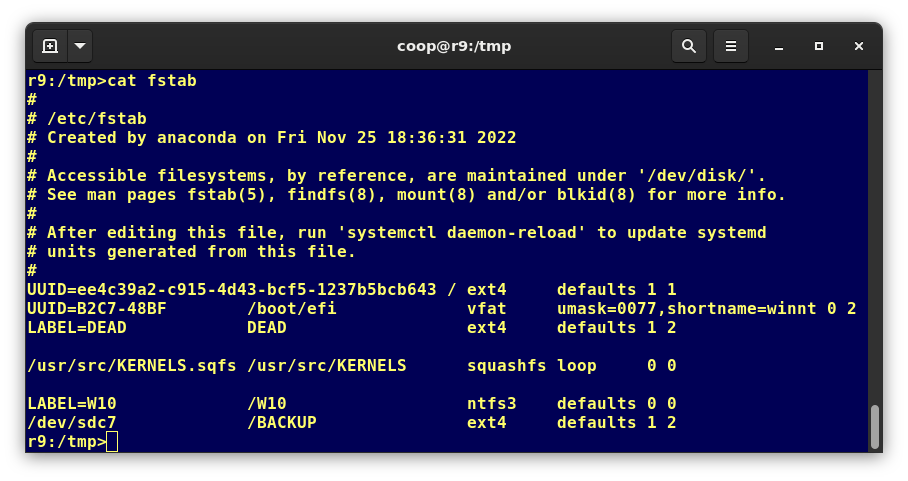 coop@r9:/tmp
r9:/tmp>cat fstab
#
# /etc/fstab
# Created by anaconda on Fri Nov 25 18:36:31 2022
#
# Accessible filesystems, by reference, are maintained under '/dev/disk/'.
# See man pages fstab(5), findfs(8), mount(8) and/or blkid(8) for more info.
#
# After editing this file, run 'systemctl daemon-reload' to update systemd
# units generated from this file.
#
UUID=ee4c39a2-c915-4d43-bcf5-1237b5bcb643 / ext4     defaults 1 1
UUID=B2C7-48BF        /boot/efi             vfat     umask=0077,shortname=winnt 0 2
LABEL=DEAD            DEAD                  ext4     defaults 1 2

/usr/src/KERNELS.sqfs /usr/src/KERNELS      squashfs loop     0 0

LABEL=W10             /W10                  ntfs3    defaults 0 0
/dev/sdc7             /BACKUP               ext4     defaults 1 2
r9:/tmp>